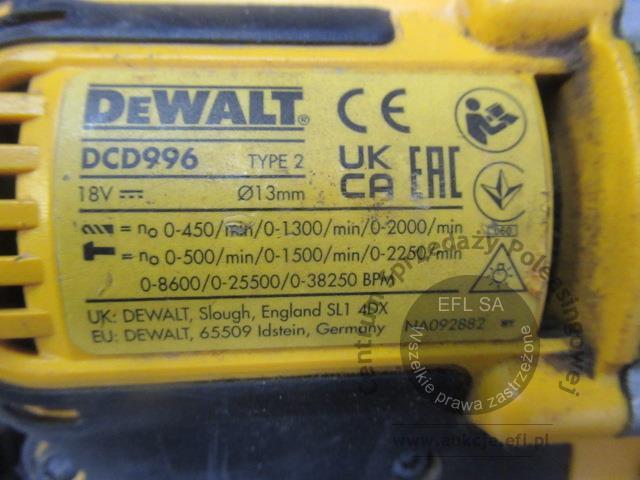 DEWALT®
CE
DCD996 TYPE 2
UK CA
EAC
18V Ø13mm
= n0 0-450/min/0-1300/min/0-2000/min
= n0 0-500/min/0-1500/min/0-2250/min
0-8600/0-25500/0-38250 BPM
UK: DEWALT, Slough, England SL1 4DX
EU: DEWALT, 65509 Idstein, Germany NA092882
Centrum Sprzedaży Poleasingowej
EFL SA
Wszelkie prawa zastrzeżone
www.aukcje.efl.pl